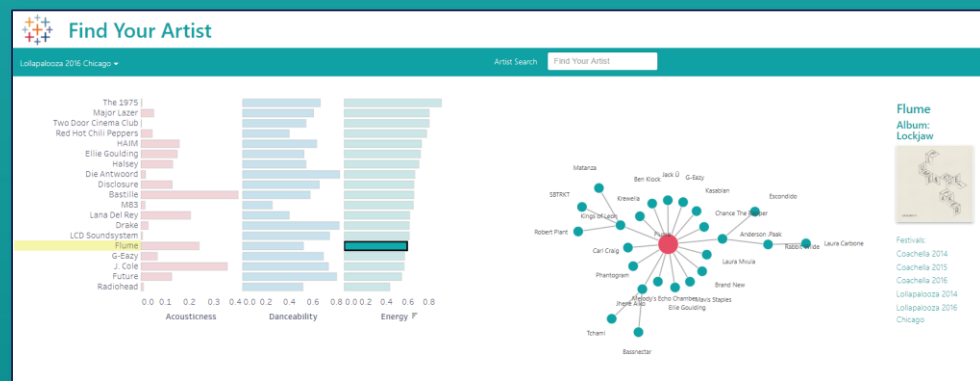 Find Your Artist
Lollapalooza 2016 Chicago
Artist Search
Find Your Artist
The 1975
Major Lazer
Two Door Cinema Club
Red Hot Chili Peppers
HAIM
Ellie Goulding
Halsey
Die Antwoord
Disclosure
Bastille
M83
Lana Del Rey
Drake
LCD Soundsystem
Flume
G-Eazy
J. Cole
Future
Radiohead
0.0 0.1 0.2 0.3 0.4
0.0 0.2 0.4 0.6 0.8
0.0 0.2 0.4 0.6 0.8
Acousticness
Danceability
Energy
Matanza
SBTRKT
Krewella
Ben Klock
Jack Ü
G-Eazy
Kasabian
Escondido
Robert Plant
Kings of Leon
Chance The Rapper
Flume
Anderson .Paak
Rabbit Wilde
Laura Carbone
Carl Craig
Laura Mvula
Phantogram
Brand New
Jhené Aiko
Melody's Echo Chamber
Mavis Staples
Ellie Goulding
Tchami
Bassnectar
Flume
Album:
Lockjaw
Festivals:
Coachella 2014
Coachella 2015
Coachella 2016
Lollapalooza 2014
Lollapalooza 2016
Chicago